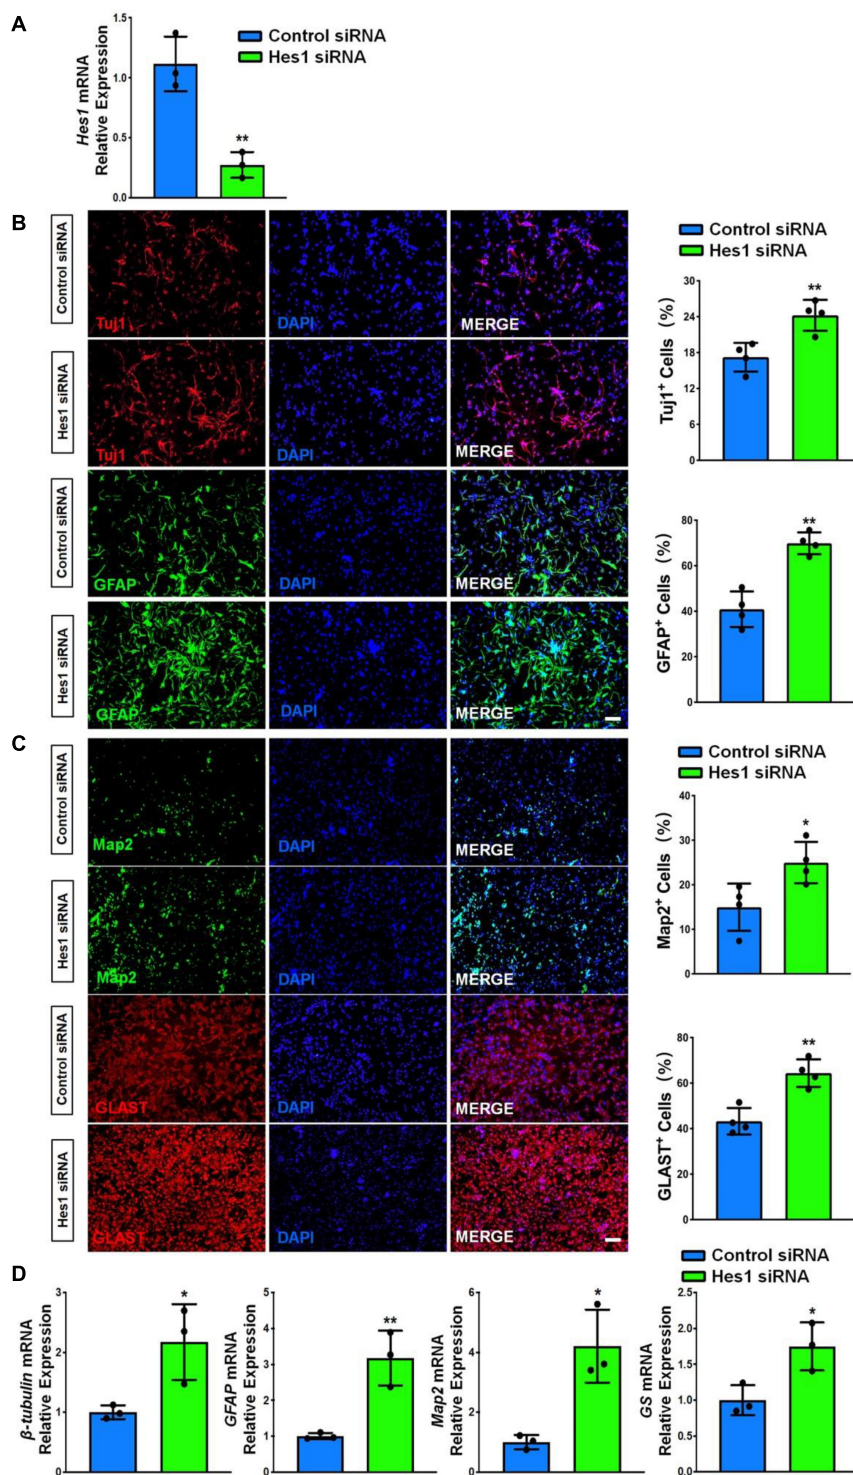 A
Hes1 mRNA
Relative Expression
1.5
1.0
0.5
0.0
**
Control siRNA
Hes1 siRNA
B
Control siRNA
Tuj1
DAPI
MERGE
Hes1 siRNA
Tuj1
DAPI
MERGE
Control siRNA
GFAP
DAPI
MERGE
Hes1 siRNA
GFAP
DAPI
MERGE
Control siRNA
Hes1 siRNA
Tuj1+ Cells (%)
30
24
18
12
6
0
**
GFAP+ Cells (%)
80
60
40
20
0
**
C
Control siRNA
Map2
DAPI
MERGE
Hes1 siRNA
Map2
DAPI
MERGE
Control siRNA
GLAST
DAPI
MERGE
Hes1 siRNA
GLAST
DAPI
MERGE
Control siRNA
Hes1 siRNA
Map2+ Cells (%)
40
30
20
10
0
*
GLAST+ Cells (%)
80
60
40
20
0
**
D
Control siRNA
Hes1 siRNA
β-tubulin mRNA
Relative Expression
3
2
1
0
*
GFAP mRNA
Relative Expression
5
4
3
2
1
0
**
Map2 mRNA
Relative Expression
6
4
2
0
*
GS mRNA
Relative Expression
2.5
2.0
1.5
1.0
0.5
0.0
*